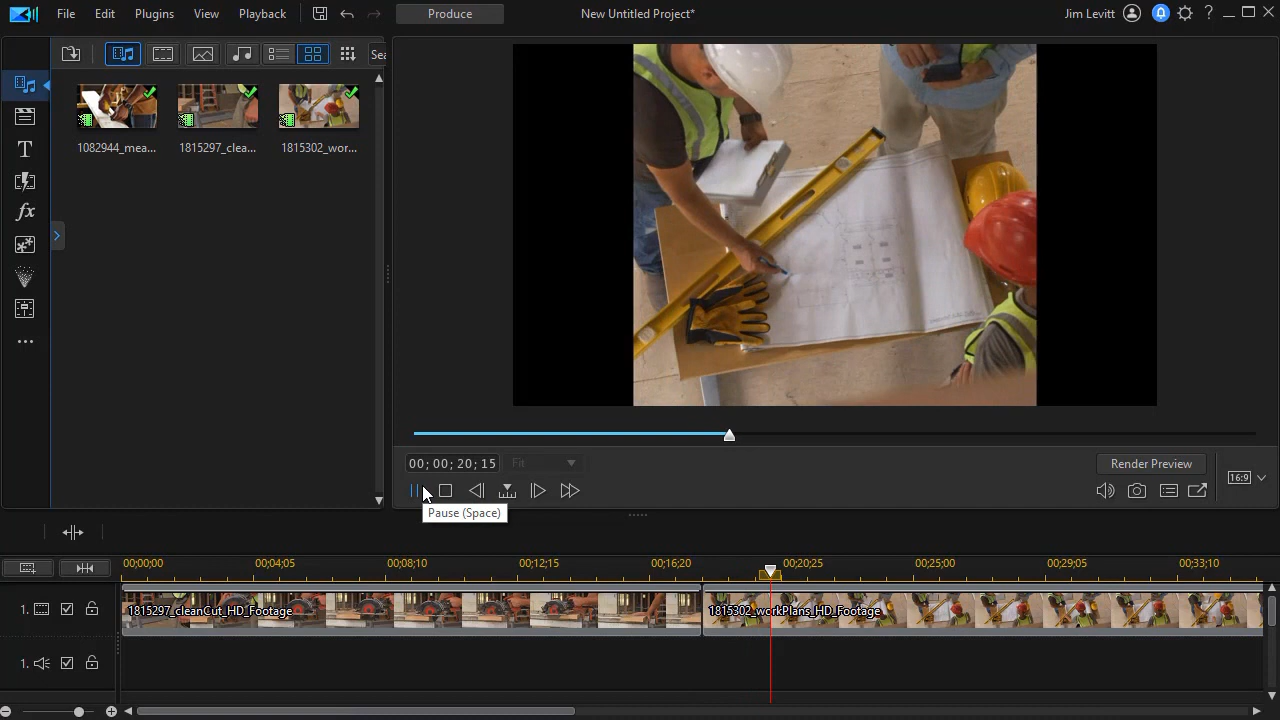 File Edit Plugins View Playback Produce New Untitled Project* Jim Levitt
Sea
1082944_mea... 1815297_clea... 1815302_wor...
T
fx
00; 00; 20; 15 Fit Render Preview
16:9
Pause (Space)
00;00;00 00;04;05 00;08;10 00;12;15 00;16;20 00;20;25 00;25;00 00;29;05 00;33;10
1. 1815297_cleanCut_HD_Footage 1815302_workPlans_HD_Footage
1.